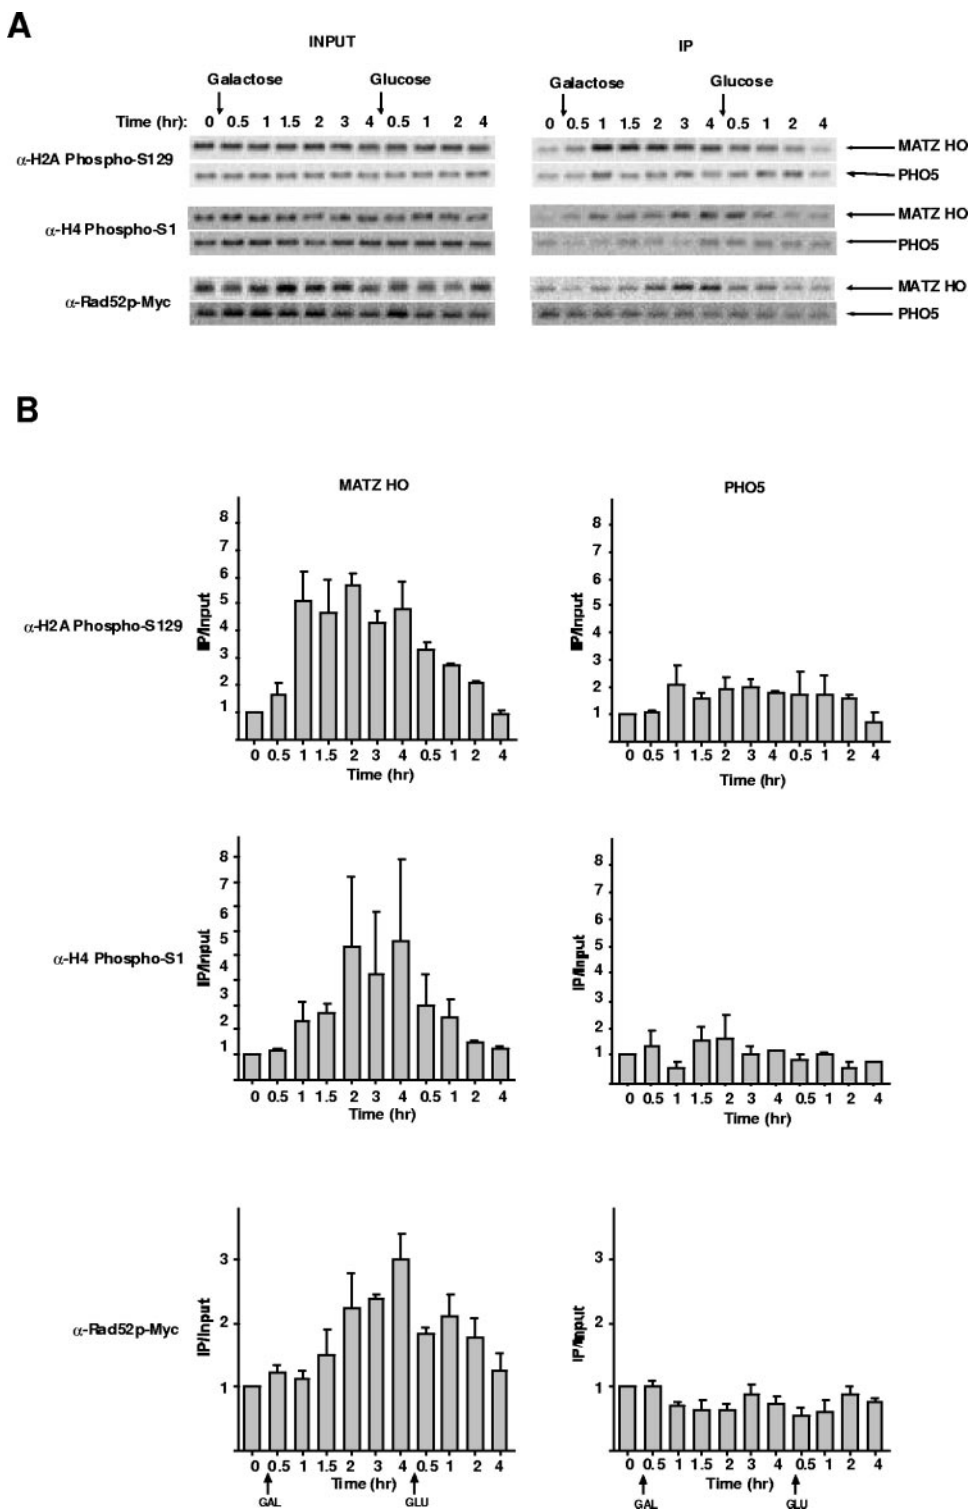 A
INPUT IP
Galactose Glucose Galactose Glucose
Time (hr): 0 0.5 1 1.5 2 3 4 0.5 1 2 4 0 0.5 1 1.5 2 3 4 0.5 1 2 4
α-H2A Phospho-S129 MATZ HO
PHO5
α-H4 Phospho-S1 MATZ HO
PHO5
α-Rad52p-Myc MATZ HO
PHO5
B
MATZ HO PHO5
α-H2A Phospho-S129
IP/Input
8
7
6
5
4
3
2
1
0 0.5 1 1.5 2 3 4 0.5 1 2 4
Time (hr)
IP/Input
8
7
6
5
4
3
2
1
0 0.5 1 1.5 2 3 4 0.5 1 2 4
Time (hr)
α-H4 Phospho-S1
IP/Input
8
7
6
5
4
3
2
1
0 0.5 1 1.5 2 3 4 0.5 1 2 4
Time (hr)
IP/Input
8
7
6
5
4
3
2
1
0 0.5 1 1.5 2 3 4 0.5 1 2 4
Time (hr)
α-Rad52p-Myc
IP/Input
3
2
1
0 0.5 1 1.5 2 3 4 0.5 1 2 4
Time (hr)
GAL GLU
IP/Input
3
2
1
0 0.5 1 1.5 2 3 4 0.5 1 2 4
Time (hr)
GAL GLU